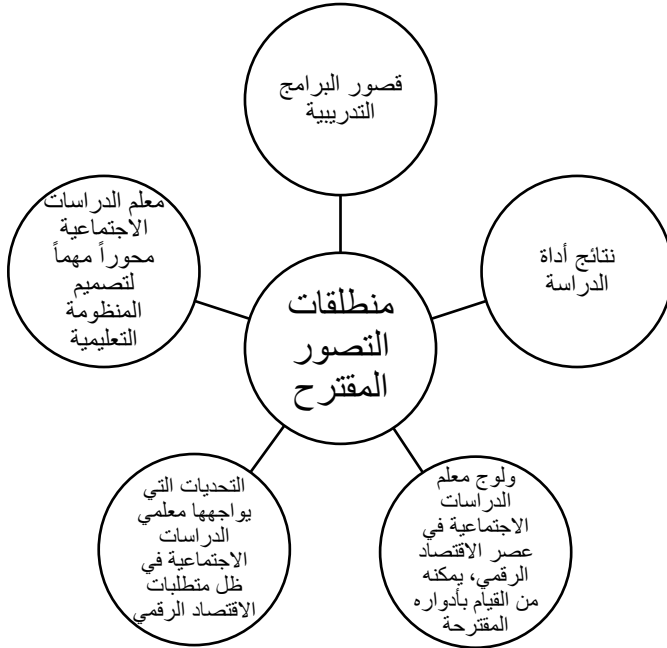 قصور البرامج
التدريبية
نتائج أداة
الدراسة
ولوج معلم
الدراسات
الاجتماعية في
عصر الاقتصاد
الرقمي، يمكنه
من القيام بأدواره
المقترحة
التحديات التي
يواجهها معلمي
الدراسات
الاجتماعية في
ظل متطلبات
الاقتصاد الرقمي
معلم الدراسات
الاجتماعية
محوراً مهماً
لتصميم
المنظومة
التعليمية
منطلقات
التصور
المقترح